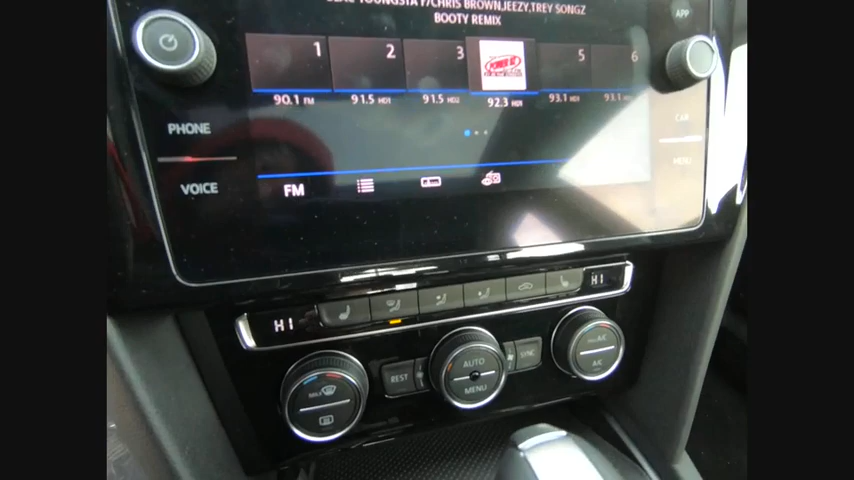 YOUNGSTA F/CHRIS BROWN,JEEZY,TREY SONGZ
BOOTY REMIX
APP
1 2 3 5 6
90.1 FM 91.5 HD1 91.5 HD2 92.3 HD1 93.1 HD1 93.1
PHONE
CAR
VOICE
MENU
FM
HI
HI
MAX
REST
AUTO
MENU
SYNC
A/C
A/C